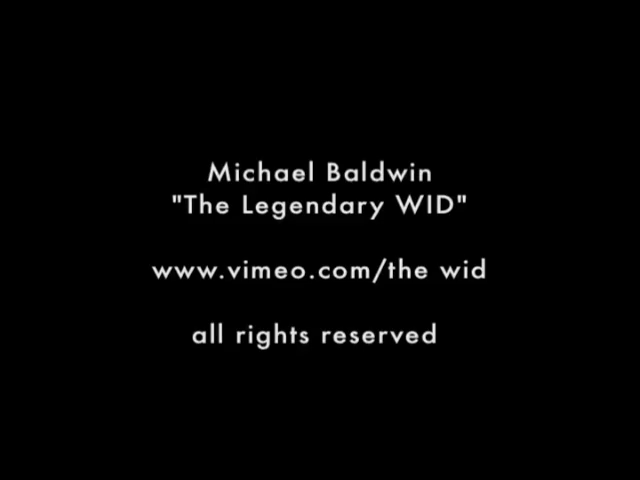 Michael Baldwin
"The Legendary WID"
www.vimeo.com/the wid
all rights reserved